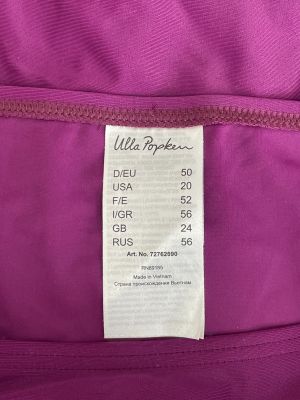 Ulla Popken
D/EU 50
USA 20
F/E 52
I/GR 56
GB 24
RUS 56
Art. No. 72762690
Made in Vietnam
Страна происхождения Вьетнам